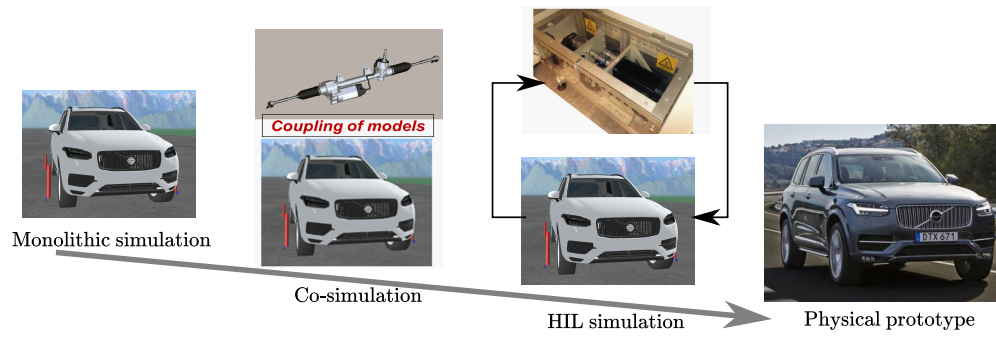 Coupling of models
Monolithic simulation
Co-simulation
HIL simulation
DTX 671
Physical prototype